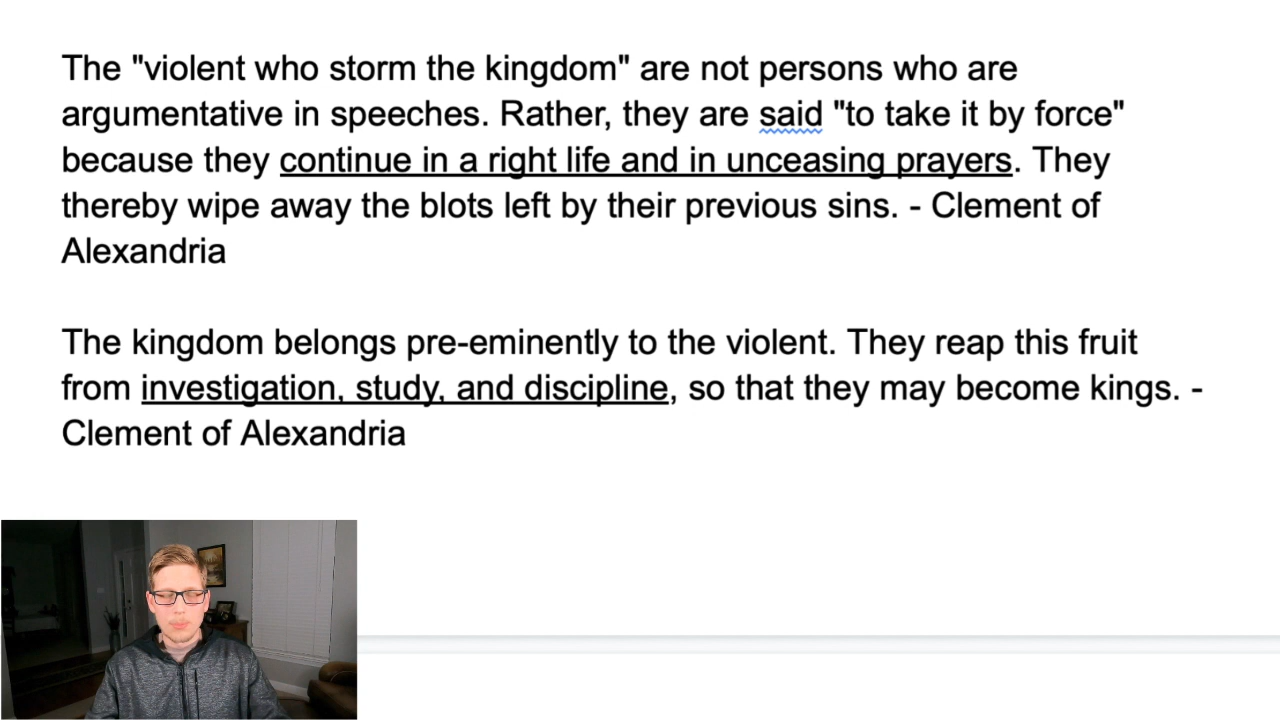 The "violent who storm the kingdom" are not persons who are
argumentative in speeches. Rather, they are said "to take it by force"
because they continue in a right life and in unceasing prayers. They
thereby wipe away the blots left by their previous sins. - Clement of
Alexandria
The kingdom belongs pre-eminently to the violent. They reap this fruit
from investigation, study, and discipline, so that they may become kings. -
Clement of Alexandria